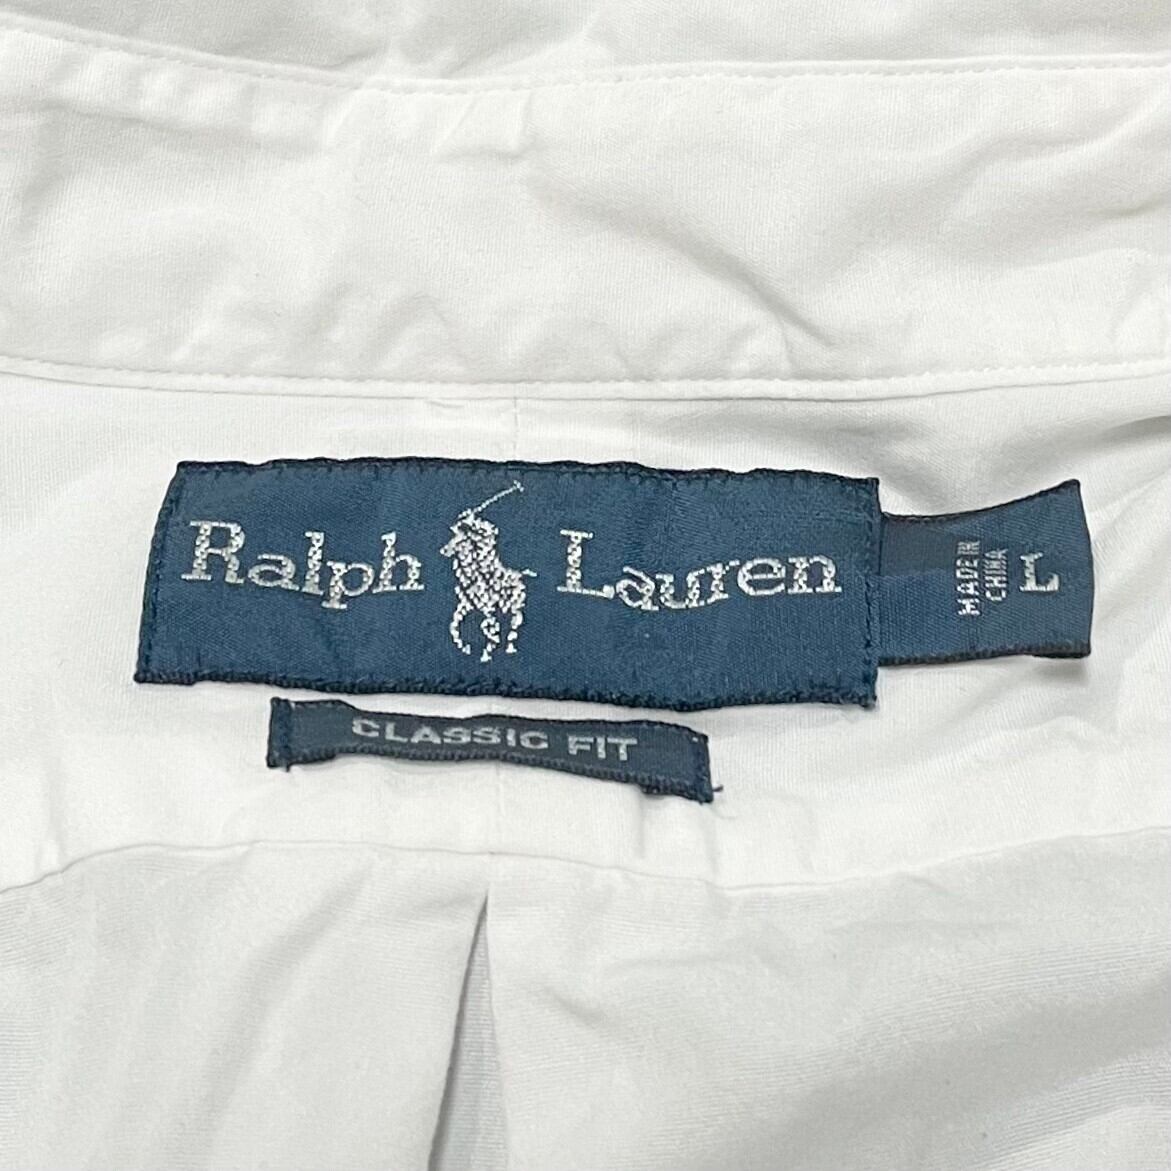 Ralph Lauren
MADE IN
CHINA
L
CLASSIC FIT